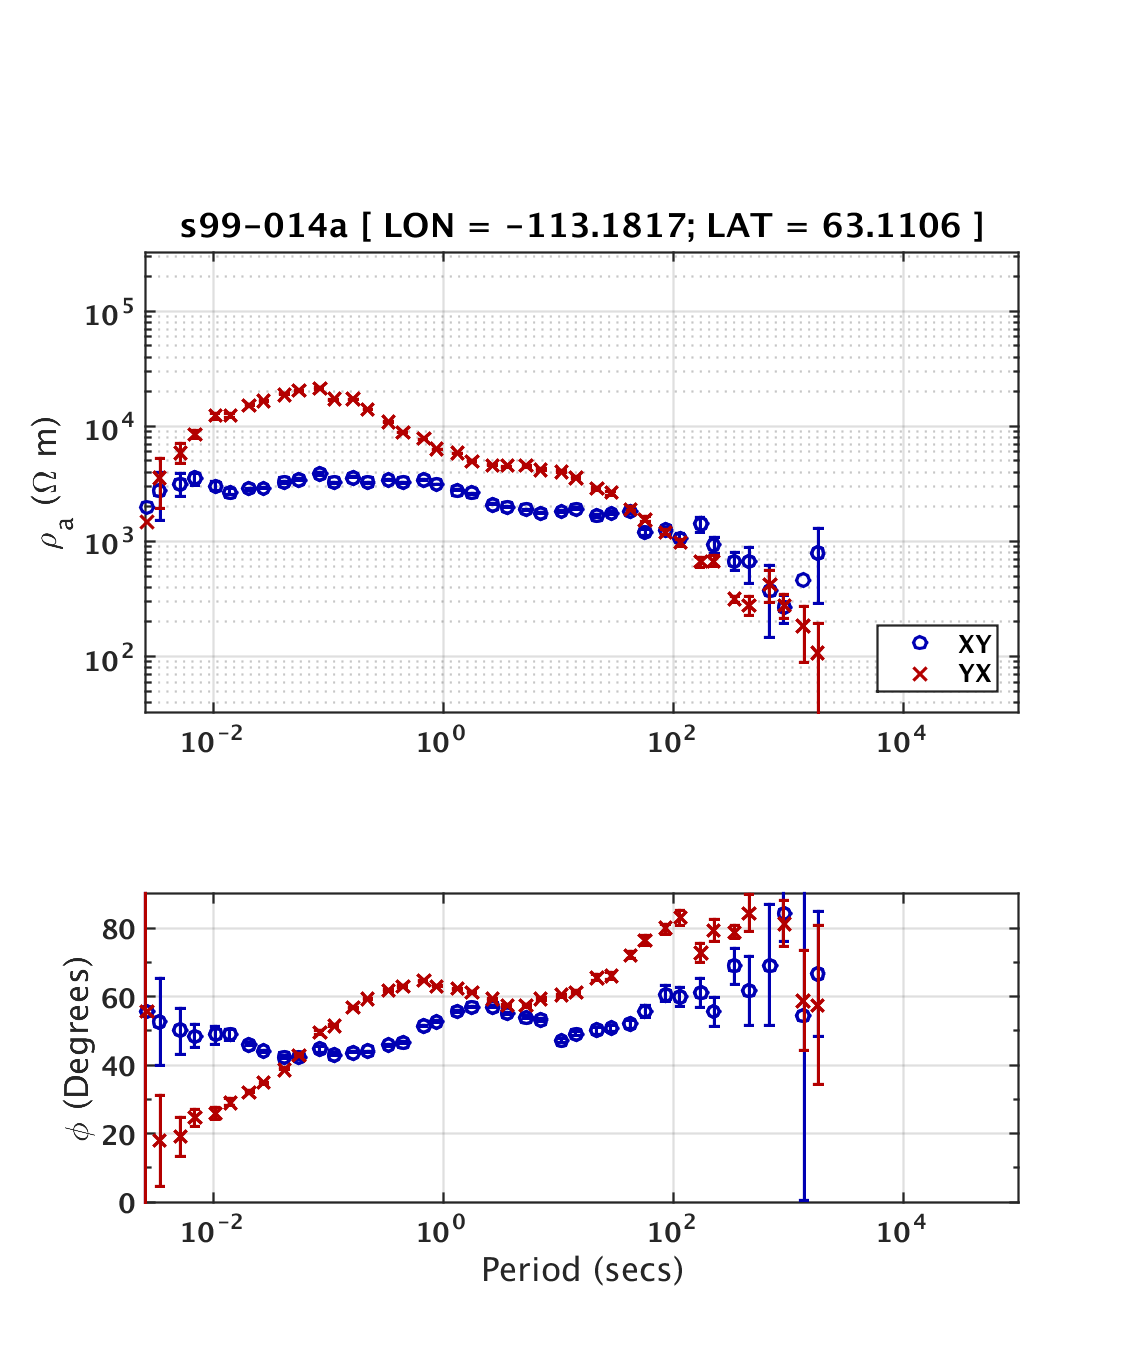 s99-014a [ LON = -113.1817; LAT = 63.1106 ]
10^5
10^4
10^3
10^2
ρ_a (Ω m)
XY
YX
10^-2 10^0 10^2 10^4
80
60
40
20
0
ϕ (Degrees)
10^-2 10^0 10^2 10^4
Period (secs)